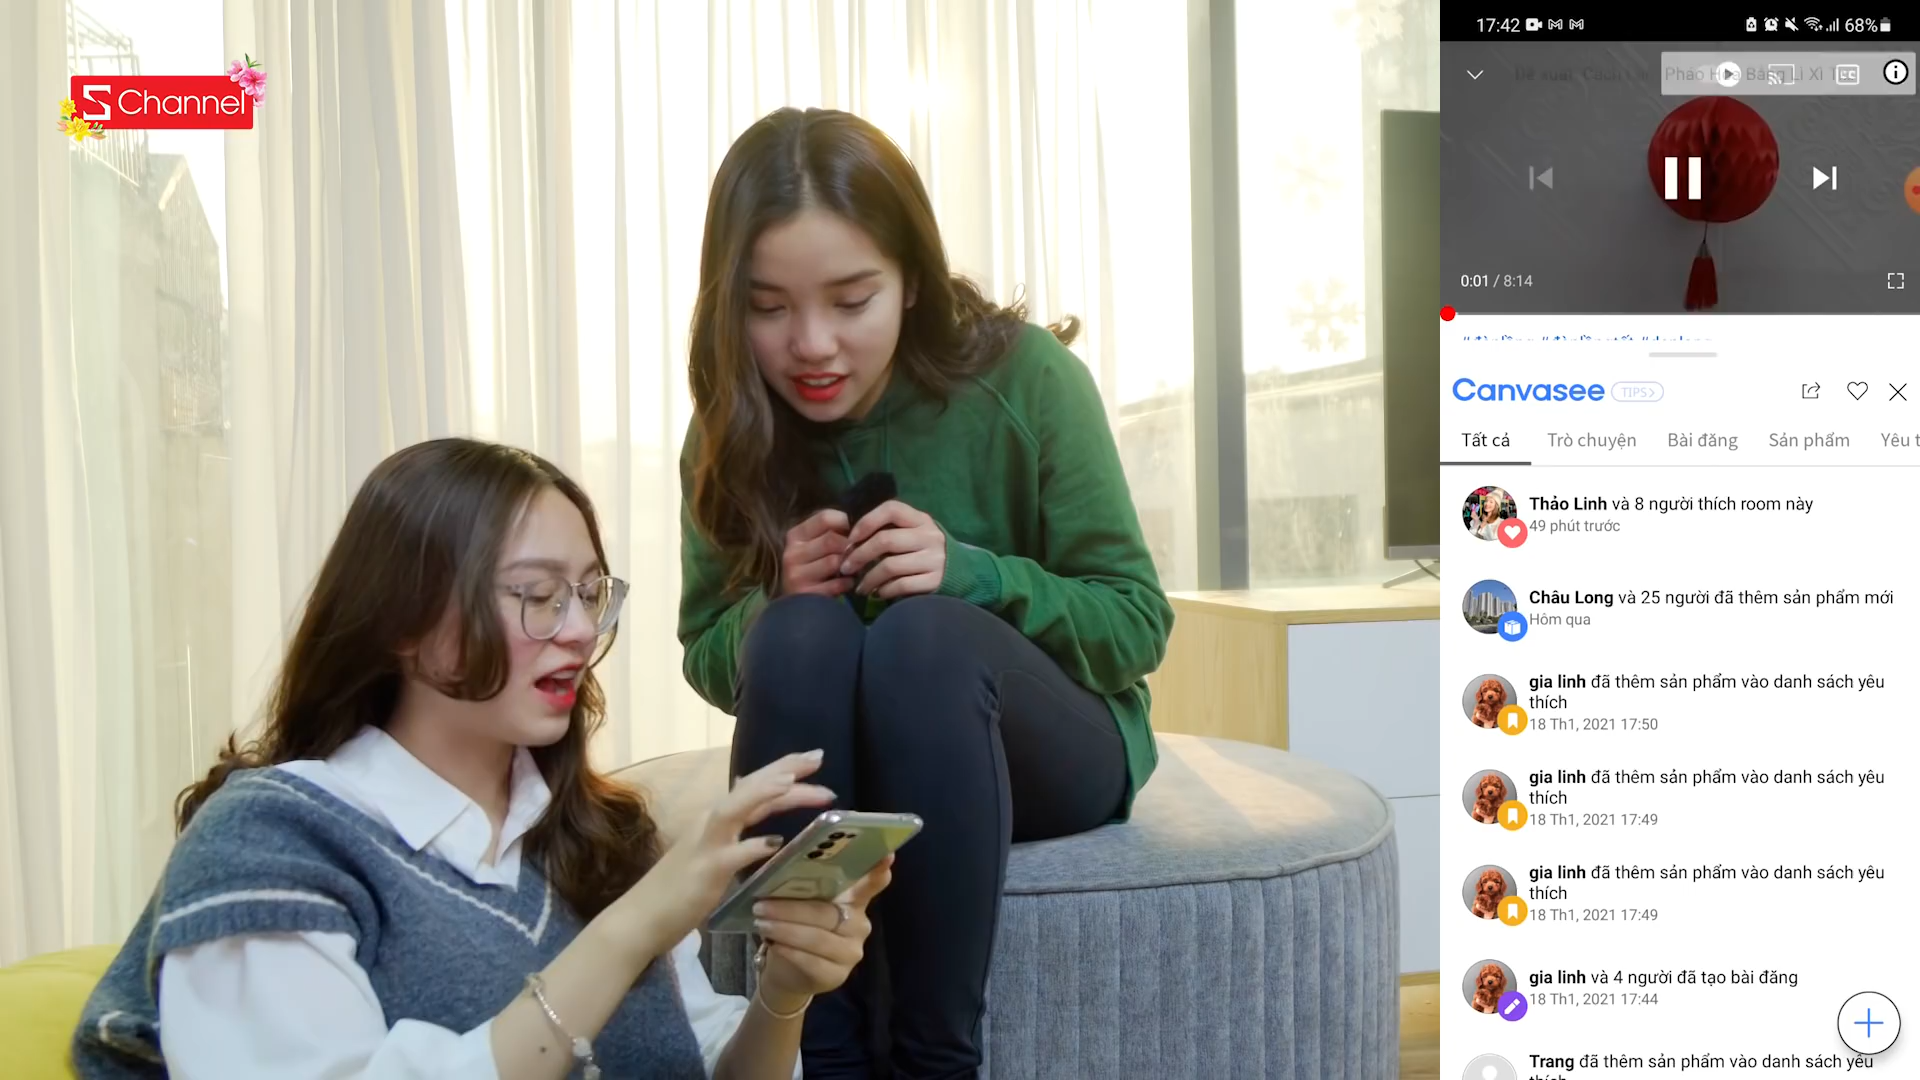 S Channel
17:42
68%
0:01 / 8:14
Canvasee TIPS>
Tất cả Trò chuyện Bài đăng Sản phẩm Yêu t
Thảo Linh và 8 người thích room này
49 phút trước
Châu Long và 25 người đã thêm sản phẩm mới
Hôm qua
gia linh đã thêm sản phẩm vào danh sách yêu
thích
18 Th1, 2021 17:50
gia linh đã thêm sản phẩm vào danh sách yêu
thích
18 Th1, 2021 17:49
gia linh đã thêm sản phẩm vào danh sách yêu
thích
18 Th1, 2021 17:49
gia linh và 4 người đã tạo bài đăng
18 Th1, 2021 17:44
Trang đã thêm sản phẩm vào danh sách yêu